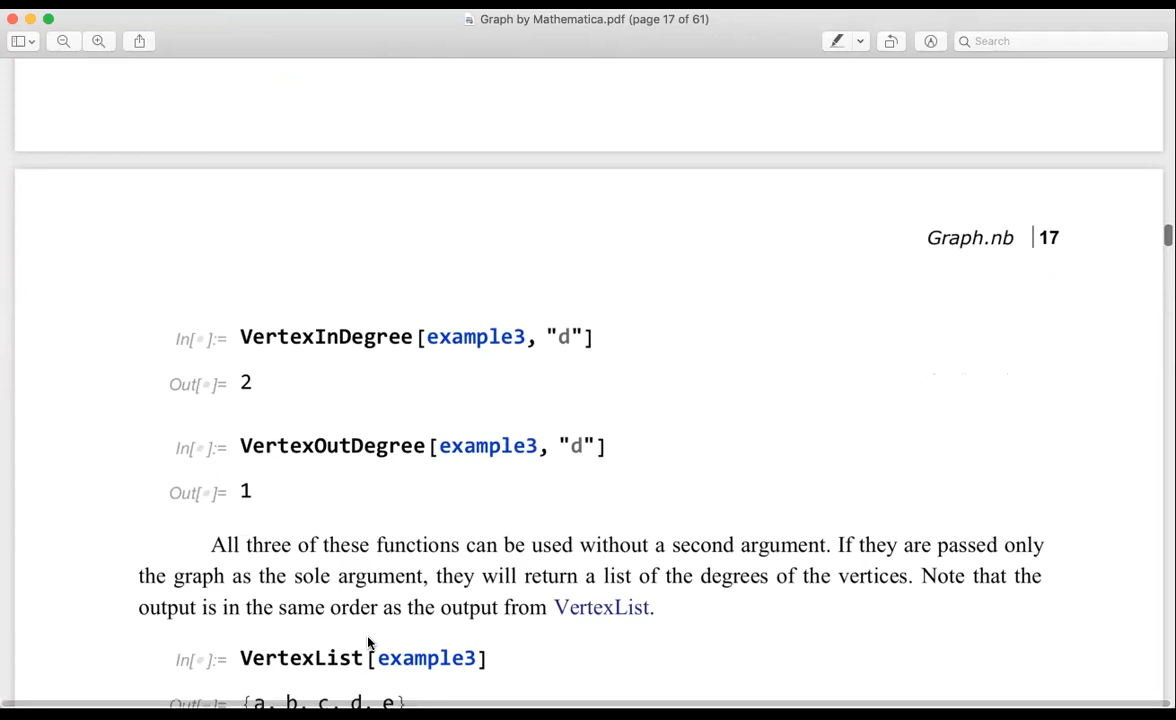 Graph by Mathematica.pdf (page 17 of 61)
Search
Graph.nb | 17
In[ ]:= VertexInDegree[example3, "d"]
Out[ ]= 2
In[ ]:= VertexOutDegree[example3, "d"]
Out[ ]= 1
All three of these functions can be used without a second argument. If they are passed only
the graph as the sole argument, they will return a list of the degrees of the vertices. Note that the
output is in the same order as the output from VertexList.
In[ ]:= VertexList[example3]
Out[ ]= {a, b, c, d, e}